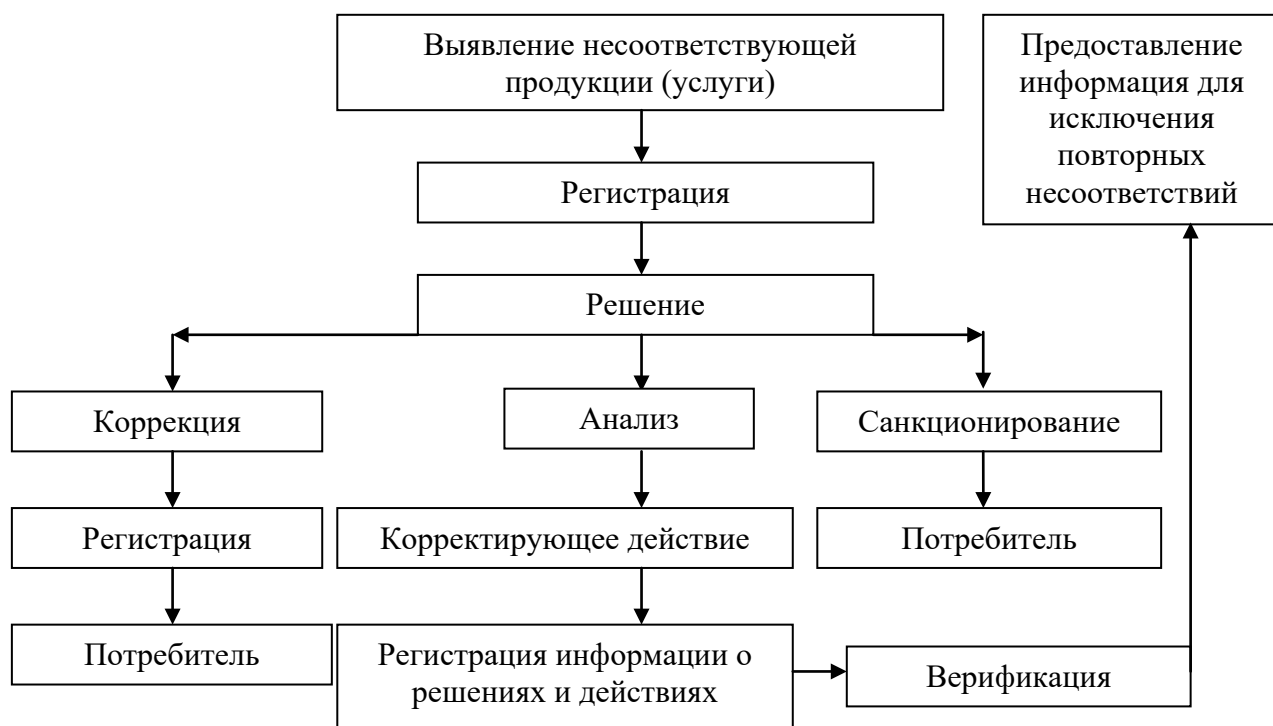 Выявление несоответствующей
продукции (услуги)
Предоставление
информация для
исключения
повторных
несоответствий
Регистрация
Решение
Коррекция
Анализ
Санкционирование
Регистрация
Корректирующее действие
Потребитель
Потребитель
Регистрация информации о
решениях и действиях
Верификация